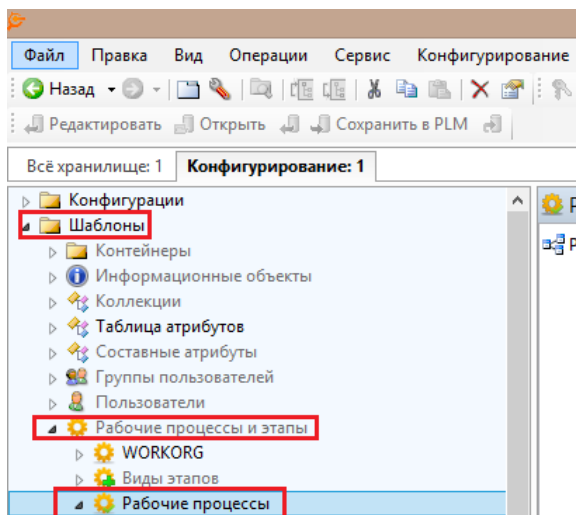 Файл Правка Вид Операции Сервис Конфигурирование
Назад
Редактировать Открыть Сохранить в PLM
Всё хранилище: 1 Конфигурирование: 1
Конфигурации
Шаблоны
Контейнеры
Информационные объекты
Коллекции
Таблица атрибутов
Составные атрибуты
Группы пользователей
Пользователи
Рабочие процессы и этапы
WORKORG
Виды этапов
Рабочие процессы